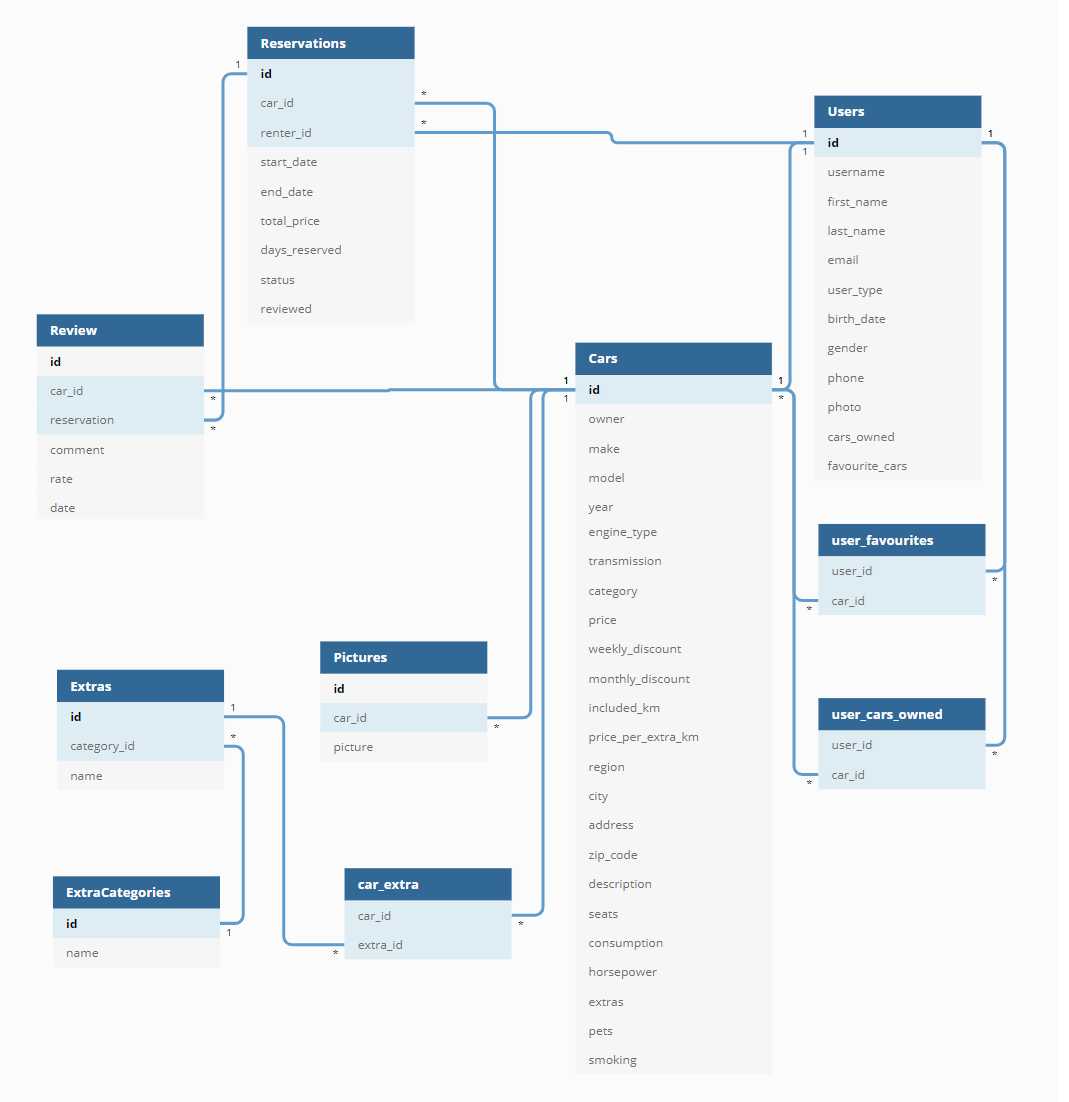 Reservations
1
id
car_id
*
renter_id
*
start_date
end_date
total_price
days_reserved
status
reviewed
Users
1
1
id
1
username
first_name
last_name
email
user_type
birth_date
gender
phone
photo
cars_owned
favourite_cars
Review
id
car_id
*
reservation
*
comment
rate
date
Cars
1
1
id
1
*
owner
make
model
year
engine_type
transmission
category
price
weekly_discount
monthly_discount
included_km
price_per_extra_km
region
city
address
zip_code
description
seats
consumption
horsepower
extras
pets
smoking
user_favourites
user_id
*
car_id
*
user_cars_owned
user_id
*
car_id
*
Pictures
id
car_id
*
picture
Extras
id
1
category_id
*
name
ExtraCategories
id
1
name
car_extra
car_id
*
extra_id
*